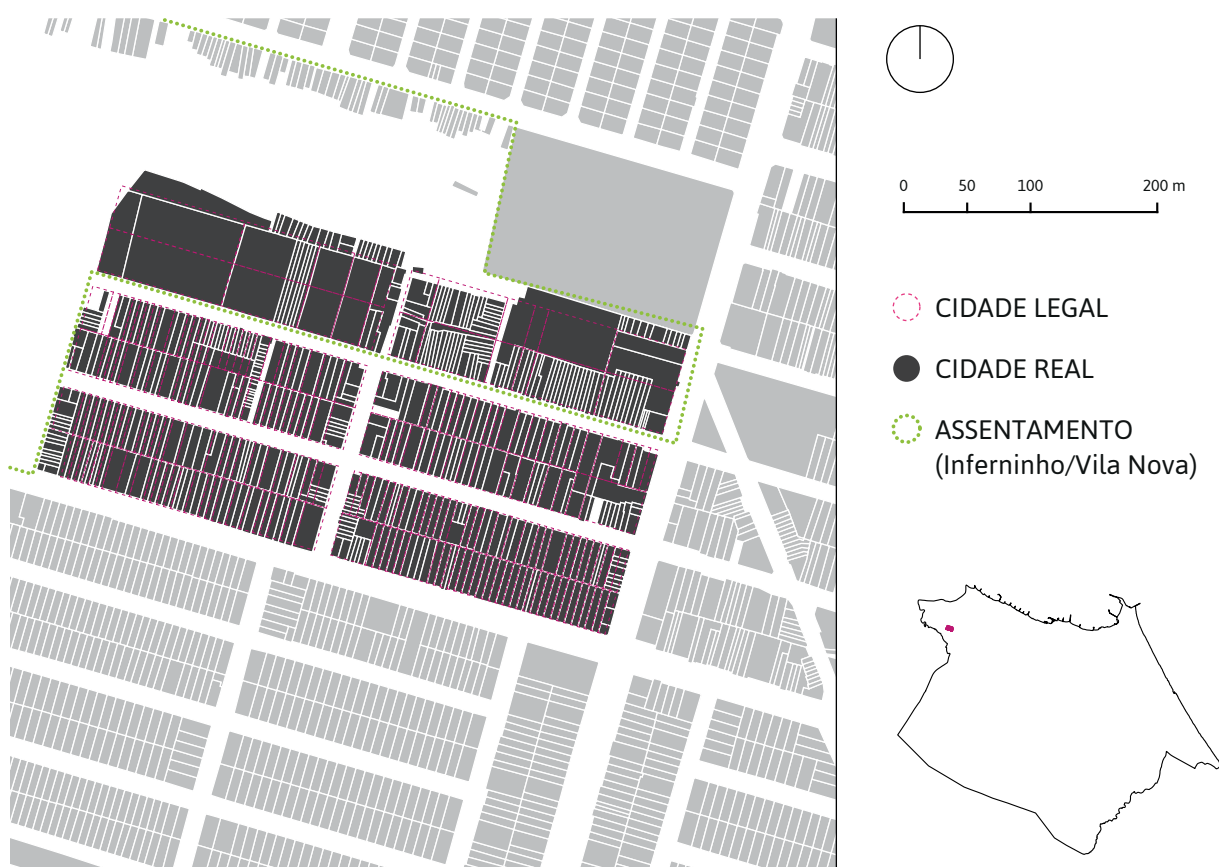 0 50 100 200 m
CIDADE LEGAL
CIDADE REAL
ASSENTAMENTO
(Inferninho/Vila Nova)